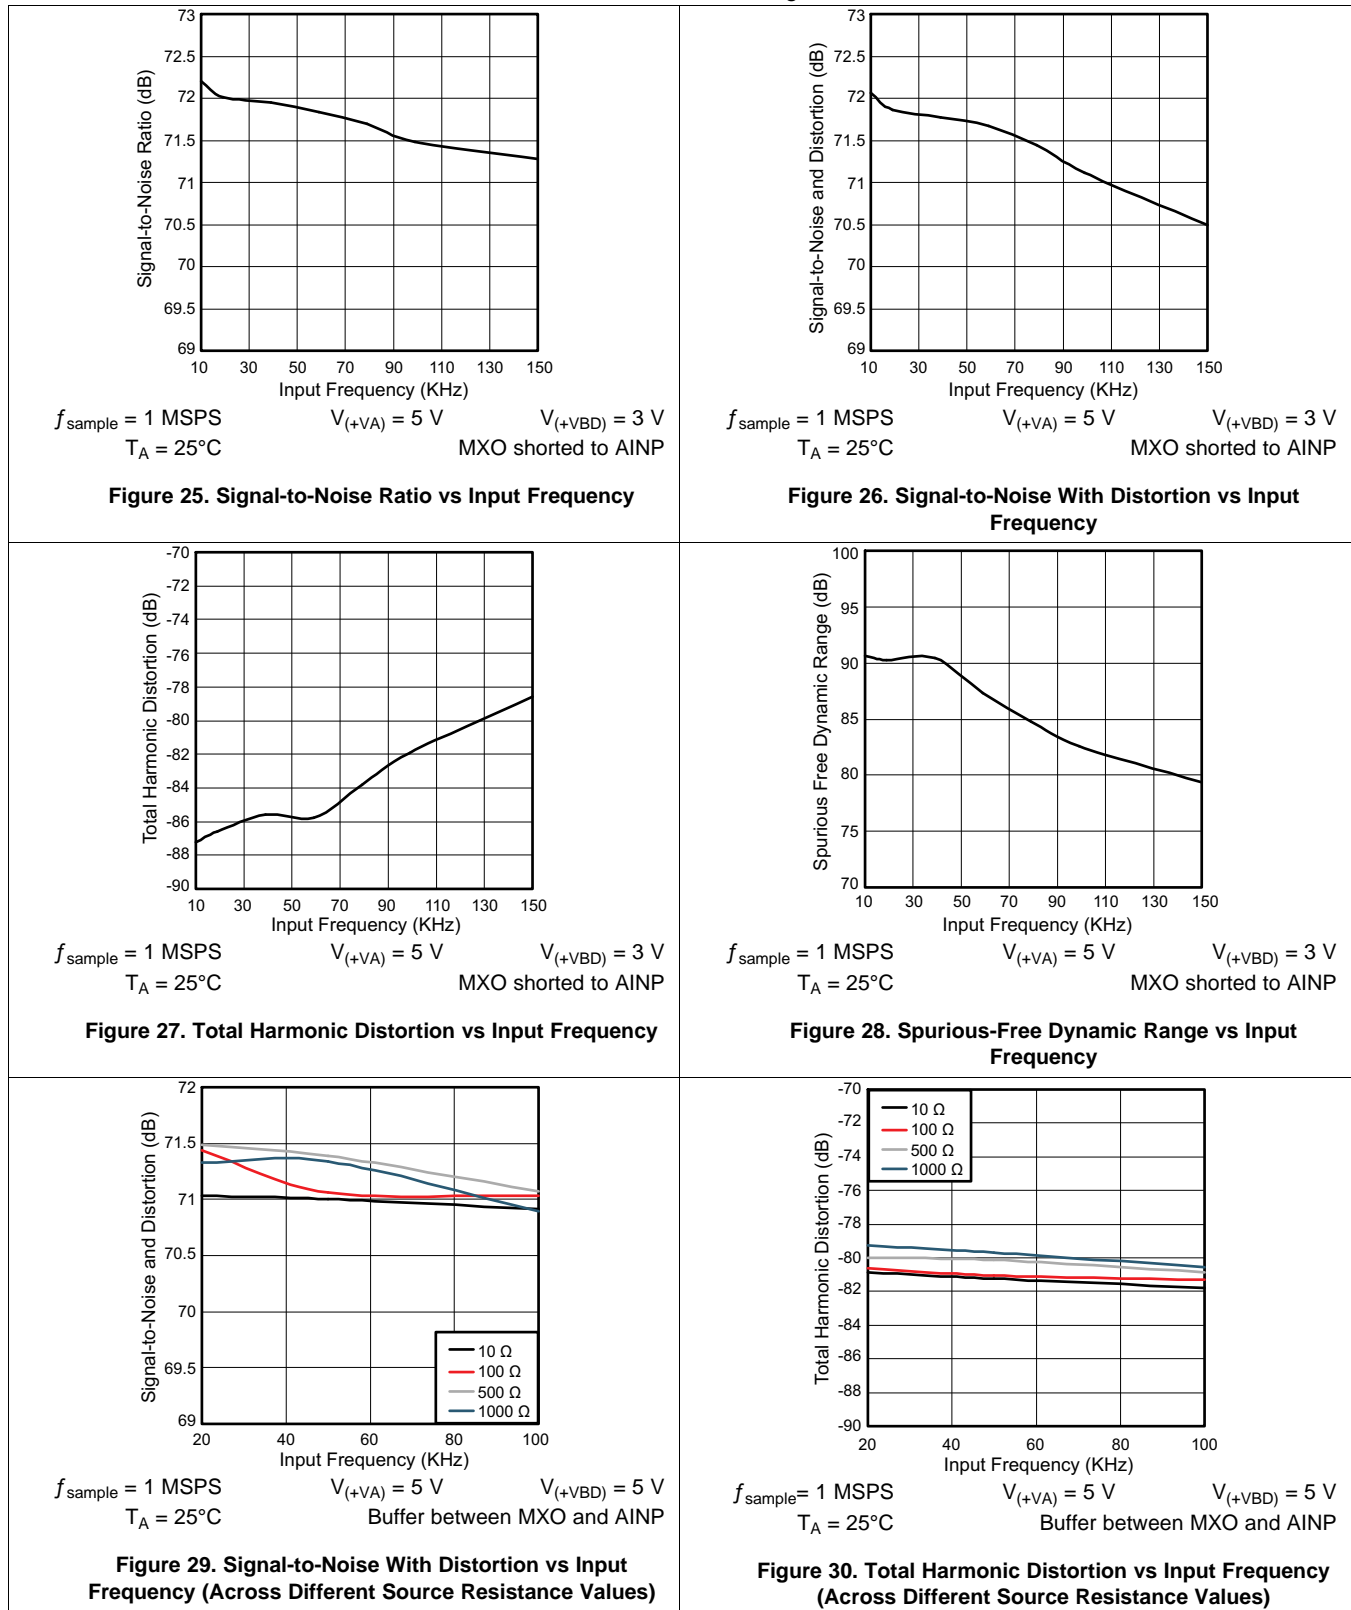 73
72.5
72
71.5
71
70.5
70
69.5
69
Signal-to-Noise Ratio (dB)
10 30 50 70 90 110 130 150
Input Frequency (KHz)
ƒsample = 1 MSPS V(+VA) = 5 V V(+VBD) = 3 V
TA = 25°C MXO shorted to AINP
Figure 25. Signal-to-Noise Ratio vs Input Frequency
73
72.5
72
71.5
71
70.5
70
69.5
69
Signal-to-Noise and Distortion (dB)
10 30 50 70 90 110 130 150
Input Frequency (KHz)
ƒsample = 1 MSPS V(+VA) = 5 V V(+VBD) = 3 V
TA = 25°C MXO shorted to AINP
Figure 26. Signal-to-Noise With Distortion vs Input
Frequency
-70
-72
-74
-76
-78
-80
-82
-84
-86
-88
-90
Total Harmonic Distortion (dB)
10 30 50 70 90 110 130 150
Input Frequency (KHz)
ƒsample = 1 MSPS V(+VA) = 5 V V(+VBD) = 3 V
TA = 25°C MXO shorted to AINP
Figure 27. Total Harmonic Distortion vs Input Frequency
100
95
90
85
80
75
70
Spurious Free Dynamic Range (dB)
10 30 50 70 90 110 130 150
Input Frequency (KHz)
ƒsample = 1 MSPS V(+VA) = 5 V V(+VBD) = 3 V
TA = 25°C MXO shorted to AINP
Figure 28. Spurious-Free Dynamic Range vs Input
Frequency
72
71.5
71
70.5
70
69.5
69
Signal-to-Noise and Distortion (dB)
10 Ω
100 Ω
500 Ω
1000 Ω
20 40 60 80 100
Input Frequency (KHz)
ƒsample = 1 MSPS V(+VA) = 5 V V(+VBD) = 5 V
TA = 25°C Buffer between MXO and AINP
Figure 29. Signal-to-Noise With Distortion vs Input
Frequency (Across Different Source Resistance Values)
-70
-72
-74
-76
-78
-80
-82
-84
-86
-88
-90
Total Harmonic Distortion (dB)
10 Ω
100 Ω
500 Ω
1000 Ω
20 40 60 80 100
Input Frequency (KHz)
ƒsample= 1 MSPS V(+VA) = 5 V V(+VBD) = 5 V
TA = 25°C Buffer between MXO and AINP
Figure 30. Total Harmonic Distortion vs Input Frequency
(Across Different Source Resistance Values)